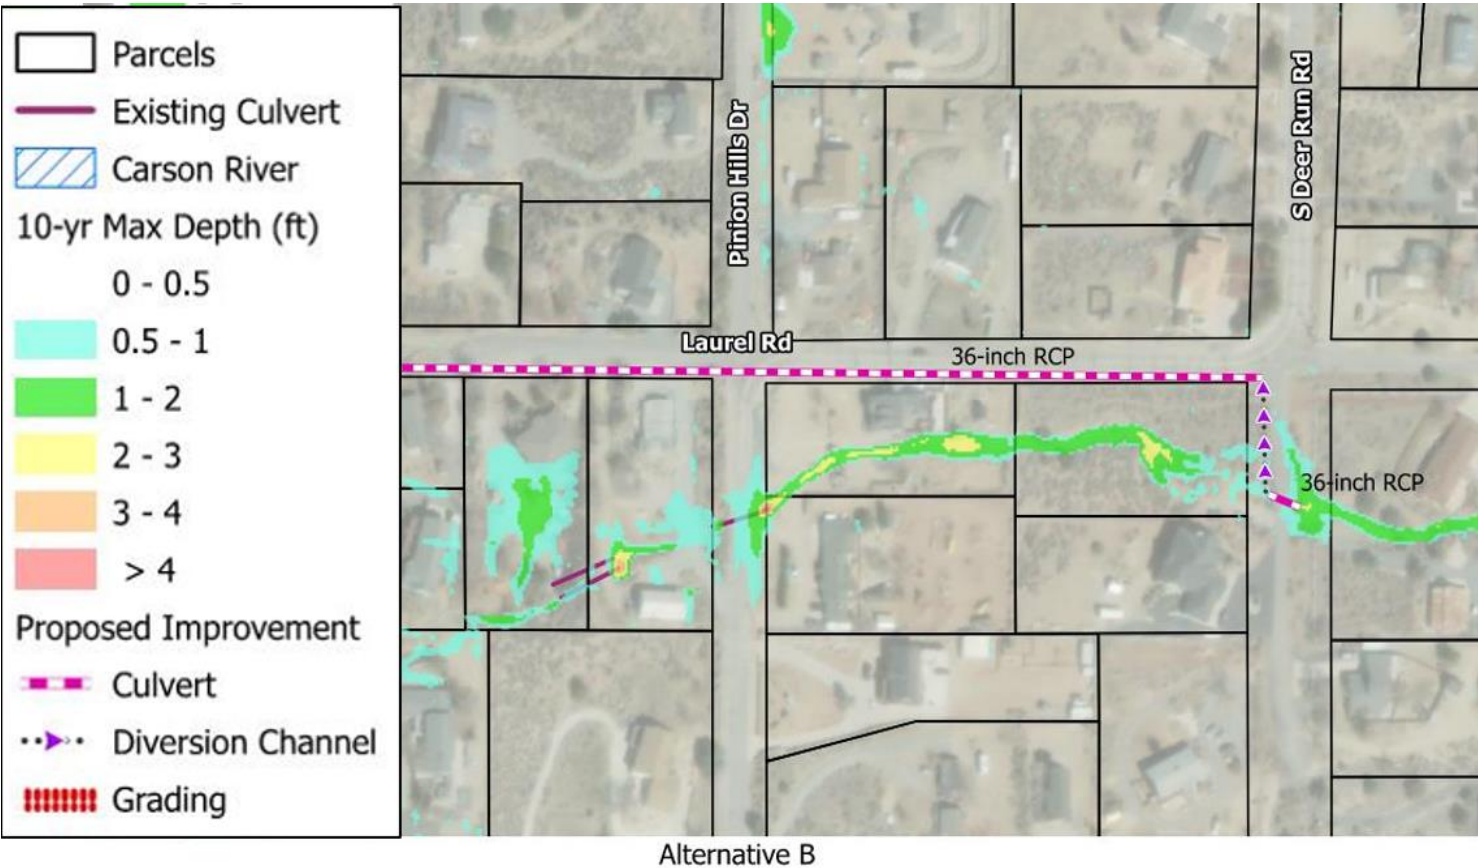 Parcels
Existing Culvert
Carson River
10-yr Max Depth (ft)
0 - 0.5
0.5 - 1
1 - 2
2 - 3
3 - 4
> 4
Proposed Improvement
Culvert
Diversion Channel
Grading
Pinion Hills Dr
S Deer Run Rd
Laurel Rd
36-inch RCP
36-inch RCP
Alternative B